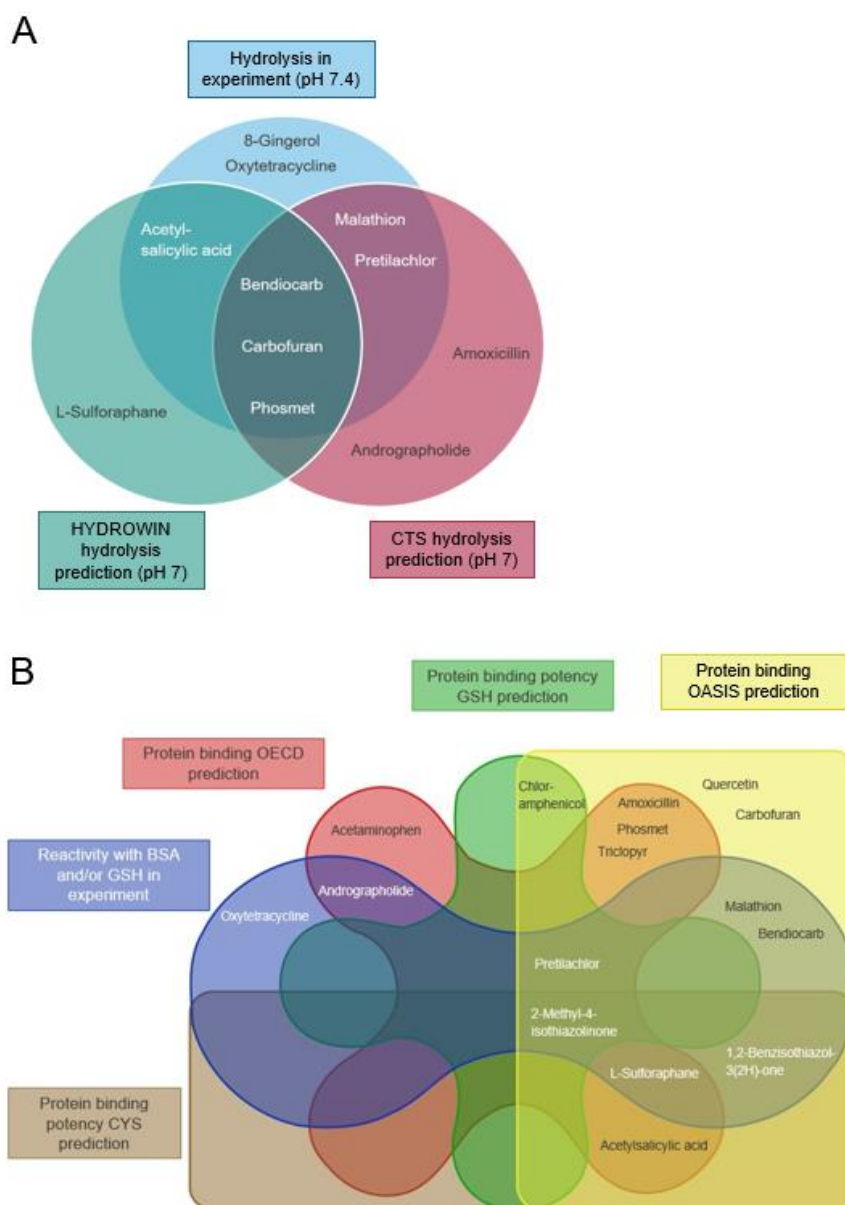 A
Hydrolysis in
experiment (pH 7.4)
8-Gingerol
Oxytetracycline
Acetyl-
salicylic acid
Malathion
Pretilachlor
Bendiocarb
Carbofuran
Amoxicillin
L-Sulforaphane
Phosmet
Andrographolide
HYDROWIN
hydrolysis
prediction (pH 7)
CTS hydrolysis
prediction (pH 7)
B
Protein binding potency
GSH prediction
Protein binding
OASIS prediction
Protein binding OECD
prediction
Chlor-
amphenicol
Quercetin
Amoxicillin
Carbofuran
Acetaminophen
Phosmet
Triclopyr
Reactivity with BSA
and/or GSH in
experiment
Andrographolide
Oxytetracycline
Malathion
Bendiocarb
Pretilachlor
2-Methyl-4-
isothiazolinone
1,2-Benzisothiazol-
3(2H)-one
L-Sulforaphane
Protein binding
potency CYS
prediction
Acetylsalicylic acid